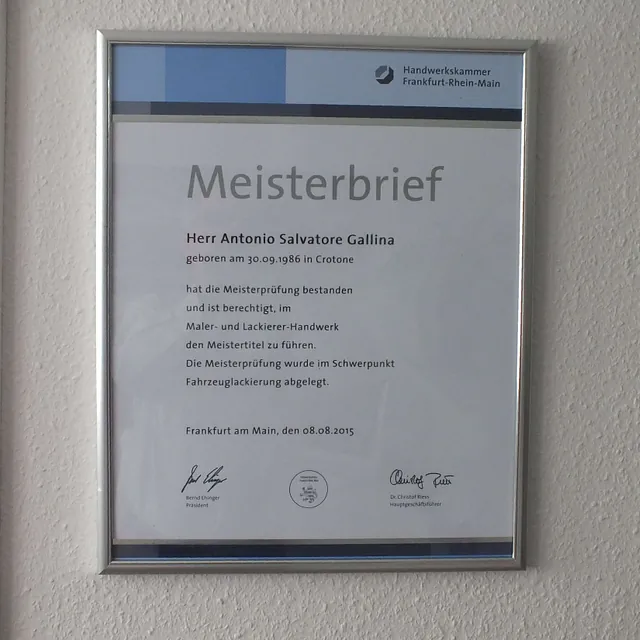 Handwerkskammer
Frankfurt-Rhein-Main
Meisterbrief
Herr Antonio Salvatore Gallina
geboren am 30.09.1986 in Crotone
hat die Meisterprüfung bestanden
und ist berechtigt, im
Maler- und Lackierer-Handwerk
den Meistertitel zu führen.
Die Meisterprüfung wurde im Schwerpunkt
Fahrzeuglackierung abgelegt.
Frankfurt am Main, den 08.08.2015
Bernd Ehinger
Präsident
Dr. Christof Riess
Hauptgeschäftsführer